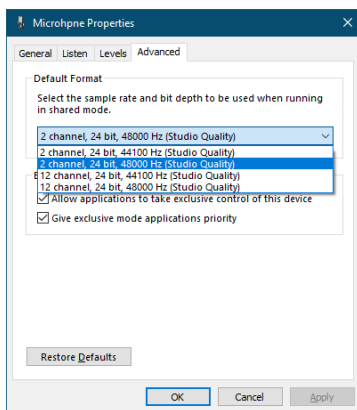 Microhpne Properties
General Listen Levels Advanced
Default Format
Select the sample rate and bit depth to be used when running
in shared mode.
2 channel, 24 bit, 48000 Hz (Studio Quality)
2 channel, 24 bit, 44100 Hz (Studio Quality)
2 channel, 24 bit, 48000 Hz (Studio Quality)
12 channel, 24 bit, 44100 Hz (Studio Quality)
12 channel, 24 bit, 48000 Hz (Studio Quality)
Allow applications to take exclusive control of this device
Give exclusive mode applications priority
Restore Defaults
OK Cancel Apply